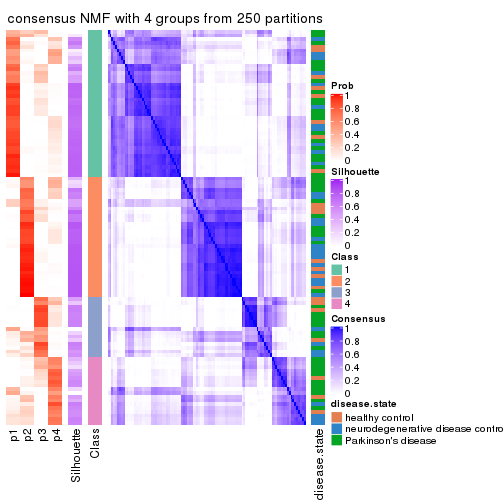 consensus NMF with 4 groups from 250 partitions
Prob
1
0.8
0.6
0.4
0.2
0
Silhouette
1
0.8
0.6
0.4
0.2
0
Class
1
2
3
4
Consensus
1
0.8
0.6
0.4
0.2
0
disease.state
healthy control
neurodegenerative disease contro
Parkinson's disease
p1
p2
p3
p4
Silhouette
Class
disease.state